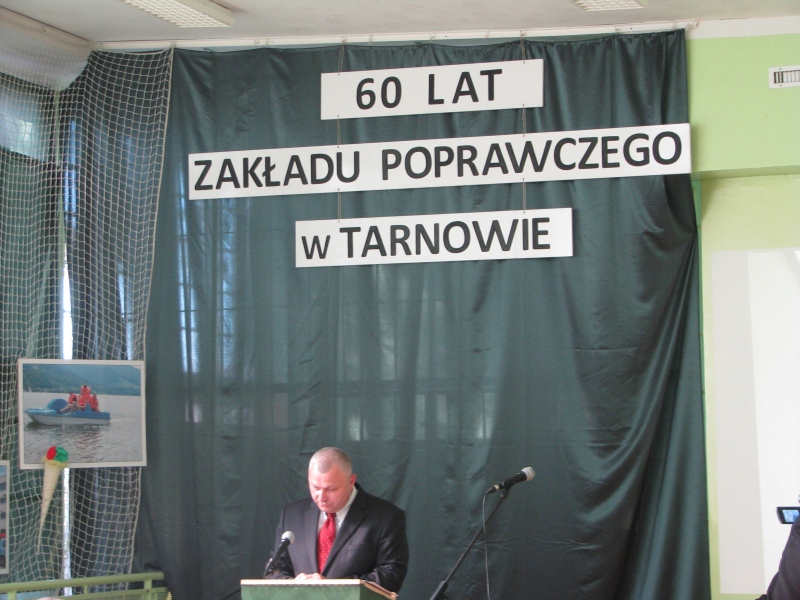 60 LAT
ZAKŁADU POPRAWCZEGO
w TARNOWIE